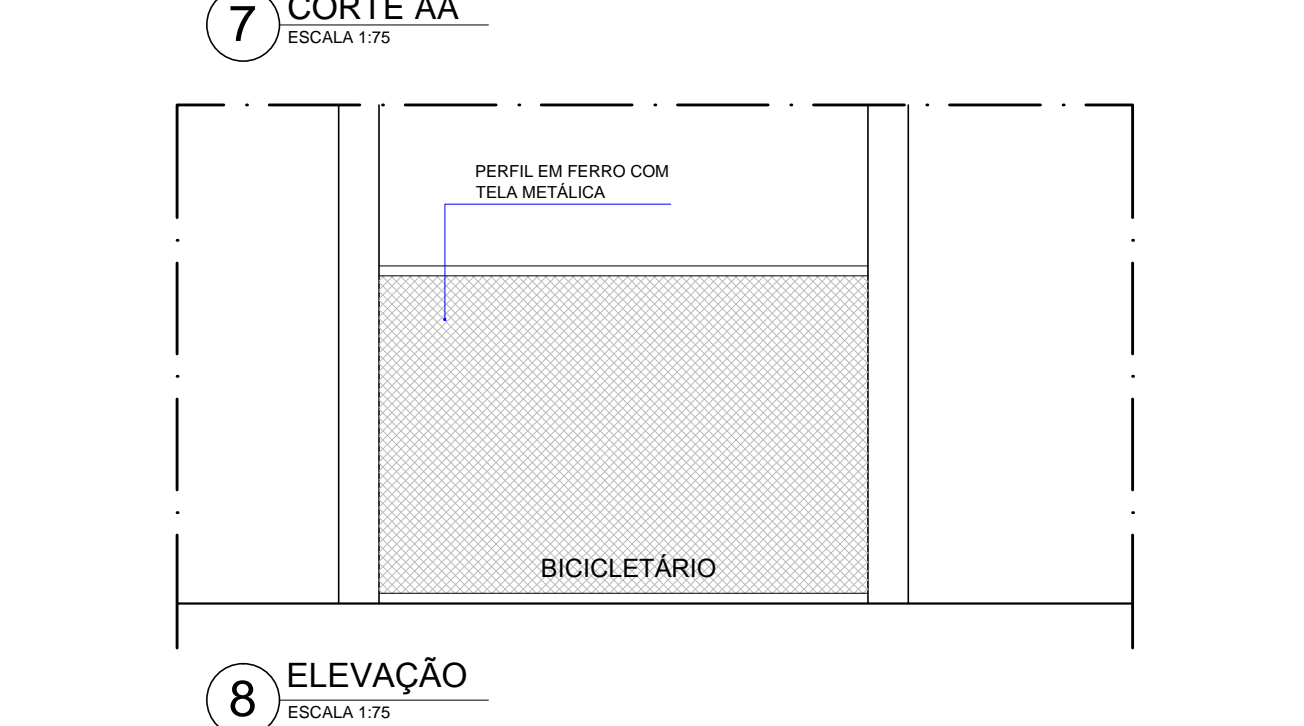 7
CORTE AA
ESCALA 1:75
PERFIL EM FERRO COM
TELA METÁLICA
BICICLETÁRIO
8
ELEVAÇÃO
ESCALA 1:75